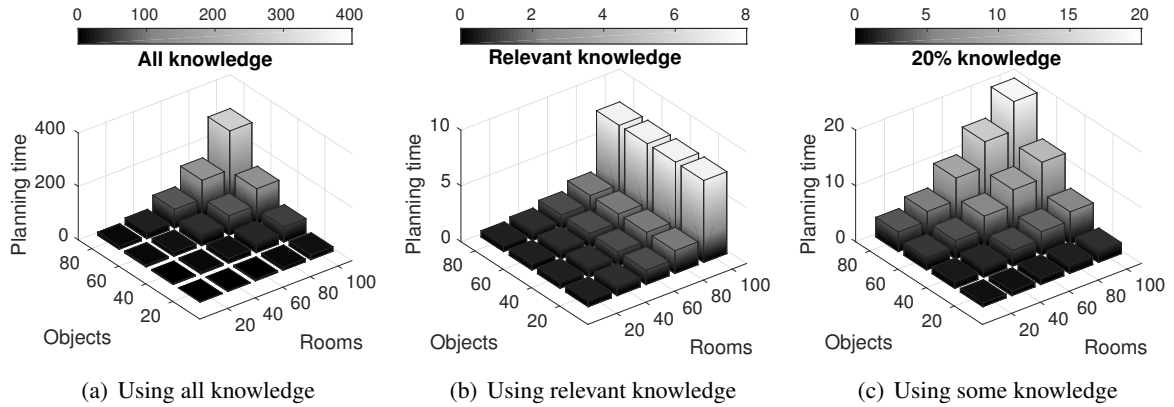 0 100 200 300 400
All knowledge
400
200
0
Planning time
80
60
40
20
Objects
20
40
60
80
100
Rooms
(a) Using all knowledge
0 2 4 6 8
Relevant knowledge
10
5
0
Planning time
80
60
40
20
Objects
20
40
60
80
100
Rooms
(b) Using relevant knowledge
0 5 10 15 20
20% knowledge
20
10
0
Planning time
80
60
40
20
Objects
20
40
60
80
100
Rooms
(c) Using some knowledge